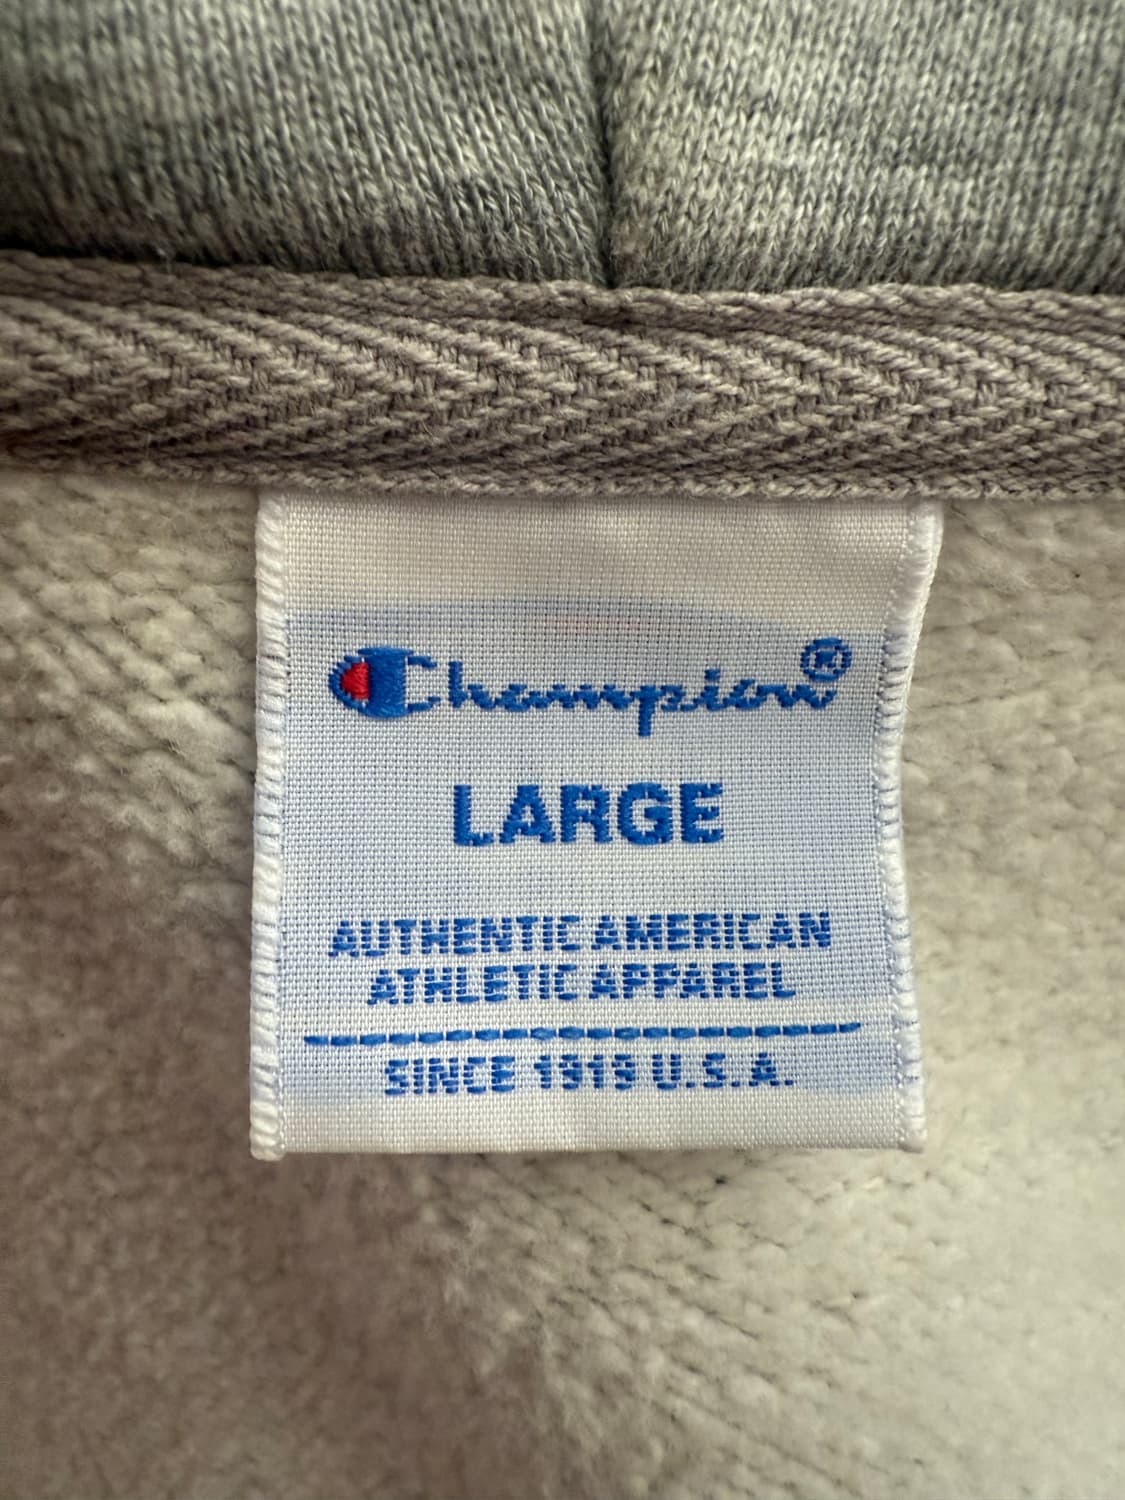 Champion®
LARGE
AUTHENTIC AMERICAN
ATHLETIC APPAREL
SINCE 1919 U.S.A.